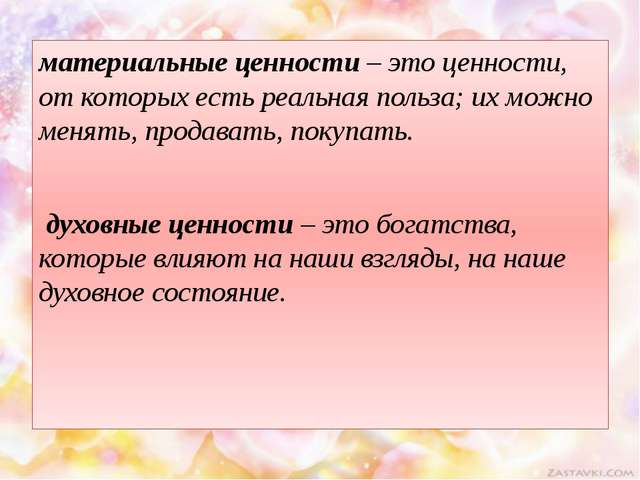 материальные ценности – это ценности,
от которых есть реальная польза; их можно
менять, продавать, покупать.
духовные ценности – это богатства,
которые влияют на наши взгляды, на наше
духовное состояние.
ZASTAVKI.COM